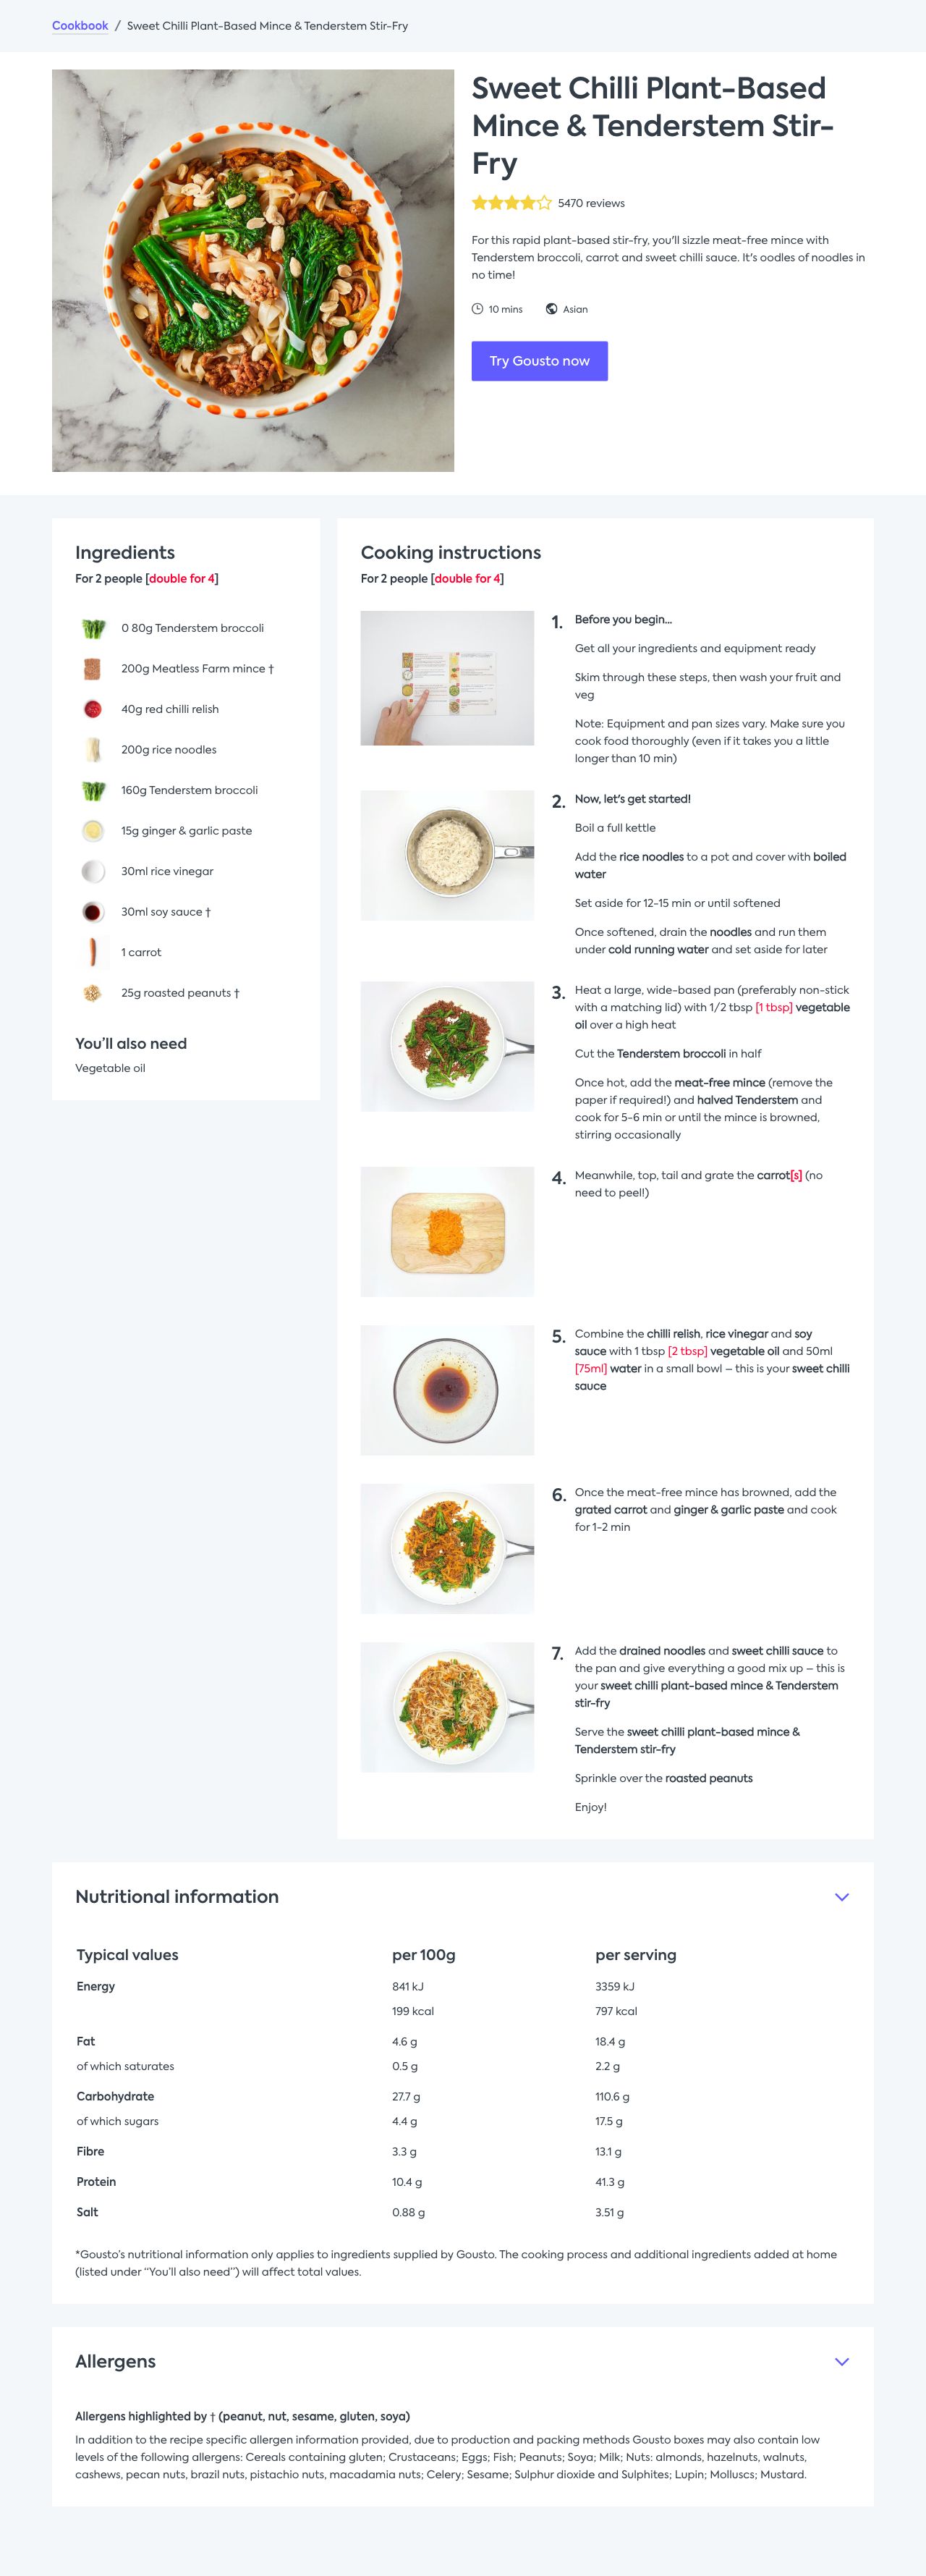 Cookbook / Sweet Chilli Plant-Based Mince & Tenderstem Stir-Fry
Sweet Chilli Plant-Based
Mince & Tenderstem Stir-
Fry
5470 reviews
For this rapid plant-based stir-fry, you'll sizzle meat-free mince with
Tenderstem broccoli, carrot and sweet chilli sauce. It's oodles of noodles in
no time!
10 mins
Asian
Try Gousto now
Ingredients
For 2 people [double for 4]
0 80g Tenderstem broccoli
200g Meatless Farm mince †
40g red chilli relish
200g rice noodles
160g Tenderstem broccoli
15g ginger & garlic paste
30ml rice vinegar
30ml soy sauce †
1 carrot
25g roasted peanuts †
You'll also need
Vegetable oil
Cooking instructions
For 2 people [double for 4]
1. Before you begin...
Get all your ingredients and equipment ready
Skim through these steps, then wash your fruit and
veg
Note: Equipment and pan sizes vary. Make sure you
cook food thoroughly (even if it takes you a little
longer than 10 min)
2. Now, let's get started!
Boil a full kettle
Add the rice noodles to a pot and cover with boiled
water
Set aside for 12-15 min or until softened
Once softened, drain the noodles and run them
under cold running water and set aside for later
3. Heat a large, wide-based pan (preferably non-stick
with a matching lid) with 1/2 tbsp [1 tbsp] vegetable
oil over a high heat
Cut the Tenderstem broccoli in half
Once hot, add the meat-free mince (remove the
paper if required!) and halved Tenderstem and
cook for 5-6 min or until the mince is browned,
stirring occasionally
4. Meanwhile, top, tail and grate the carrot[s] (no
need to peel!)
5. Combine the chilli relish, rice vinegar and soy
sauce with 1 tbsp [2 tbsp] vegetable oil and 50ml
[75ml] water in a small bowl – this is your sweet chilli
sauce
6. Once the meat-free mince has browned, add the
grated carrot and ginger & garlic paste and cook
for 1-2 min
7. Add the drained noodles and sweet chilli sauce to
the pan and give everything a good mix up – this is
your sweet chilli plant-based mince & Tenderstem
stir-fry
Serve the sweet chilli plant-based mince &
Tenderstem stir-fry
Sprinkle over the roasted peanuts
Enjoy!
Nutritional information
Typical values per 100g per serving
Energy 841 kJ 3359 kJ
199 kcal 797 kcal
Fat 4.6 g 18.4 g
of which saturates 0.5 g 2.2 g
Carbohydrate 27.7 g 110.6 g
of which sugars 4.4 g 17.5 g
Fibre 3.3 g 13.1 g
Protein 10.4 g 41.3 g
Salt 0.88 g 3.51 g
*Gousto's nutritional information only applies to ingredients supplied by Gousto. The cooking process and additional ingredients added at home
(listed under “You'll also need”) will affect total values.
Allergens
Allergens highlighted by † (peanut, nut, sesame, gluten, soya)
In addition to the recipe specific allergen information provided, due to production and packing methods Gousto boxes may also contain low
levels of the following allergens: Cereals containing gluten; Crustaceans; Eggs; Fish; Peanuts; Soya; Milk; Nuts: almonds, hazelnuts, walnuts,
cashews, pecan nuts, brazil nuts, pistachio nuts, macadamia nuts; Celery; Sesame; Sulphur dioxide and Sulphites; Lupin; Molluscs; Mustard.